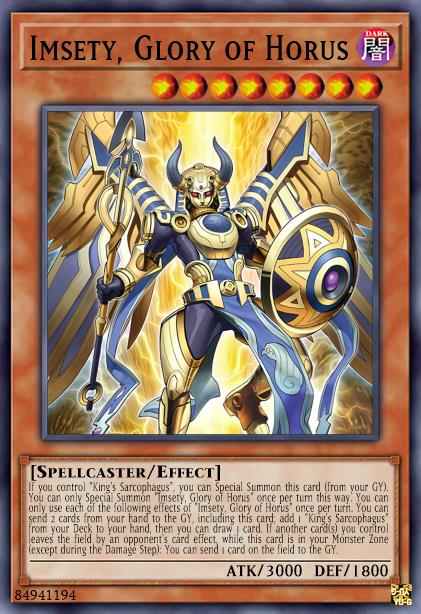 IMSETY, GLORY OF HORUS
DARK
闇
[SPELLCASTER/EFFECT]
If you control "King's Sarcophagus", you can Special Summon this card (from your GY).
You can only Special Summon "Imsety, Glory of Horus" once per turn this way. You can
only use each of the following effects of "Imsety, Glory of Horus" once per turn. You can
send 2 cards from your hand to the GY, including this card; add 1 "King's Sarcophagus"
from your Deck to your hand, then you can draw 1 card. If another card(s) you control
leaves the field by an opponent's card effect, while this card is in your Monster Zone
(except during the Damage Step): You can send 1 card on the field to the GY.
ATK/3000 DEF/1800
84941194